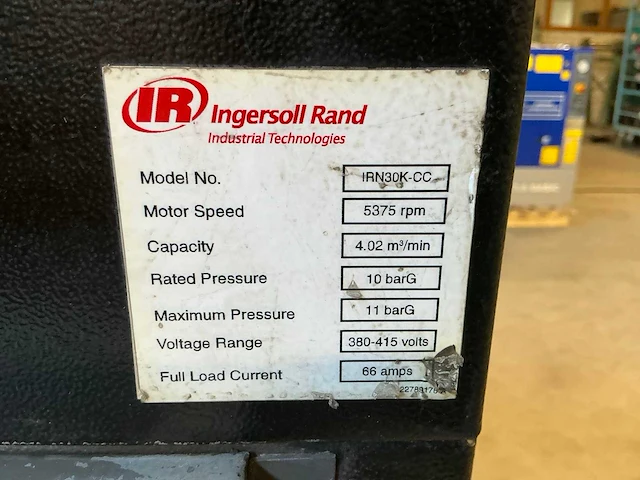 IR Ingersoll Rand
Industrial Technologies
Model No. IRN30K-CC
Motor Speed 5375 rpm
Capacity 4.02 m³/min
Rated Pressure 10 barG
Maximum Pressure 11 barG
Voltage Range 380-415 volts
Full Load Current 66 amps